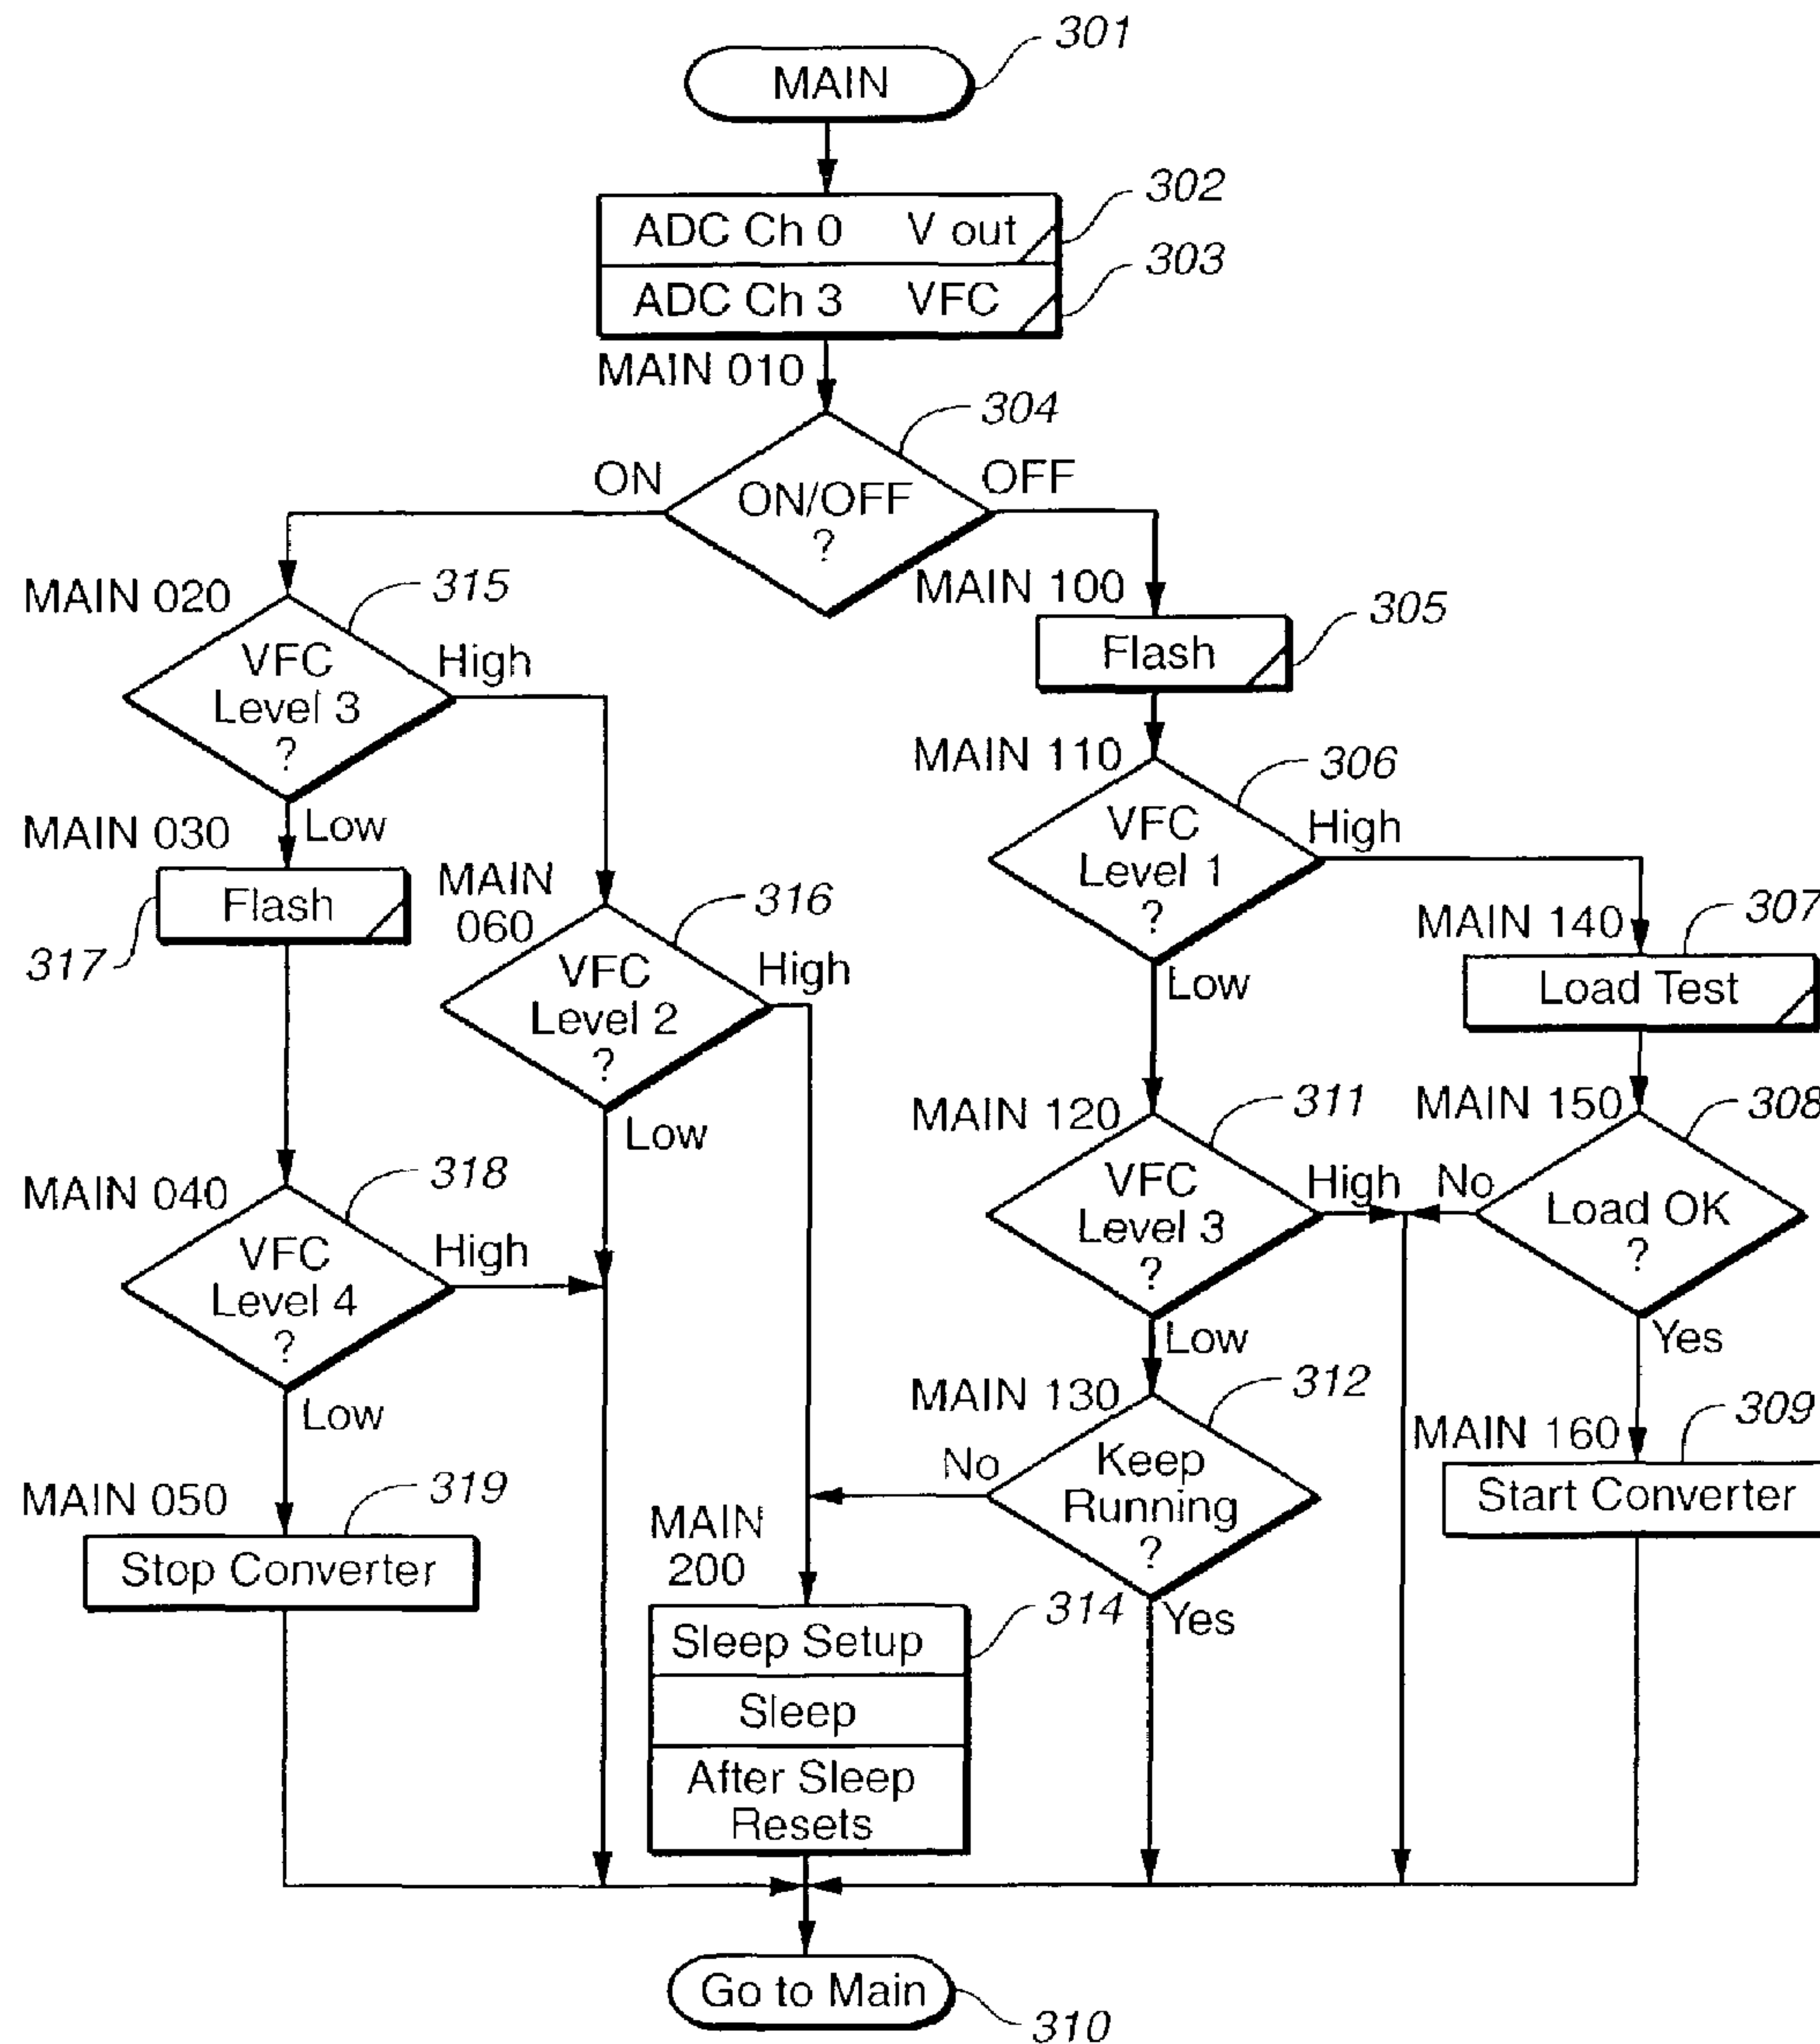 301
MAIN
302
ADC Ch 0 V out
303
ADC Ch 3 VFC
MAIN 010
304
ON
ON/OFF
?
OFF
MAIN 020
315
VFC
Level 3
?
High
Low
MAIN 100
305
Flash
MAIN 110
306
VFC
Level 1
?
High
Low
MAIN 030
Flash
317
MAIN
060
316
VFC
Level 2
?
High
Low
MAIN 140
307
Load Test
MAIN 120
311
VFC
Level 3
?
High
Low
MAIN 150
308
No
Load OK
?
Yes
MAIN 040
318
VFC
Level 4
?
High
Low
MAIN 130
312
No
Keep
Running
?
Yes
MAIN 160
309
Start Converter
MAIN 050
319
Stop Converter
MAIN
200
314
Sleep Setup
Sleep
After Sleep
Resets
Go to Main
310